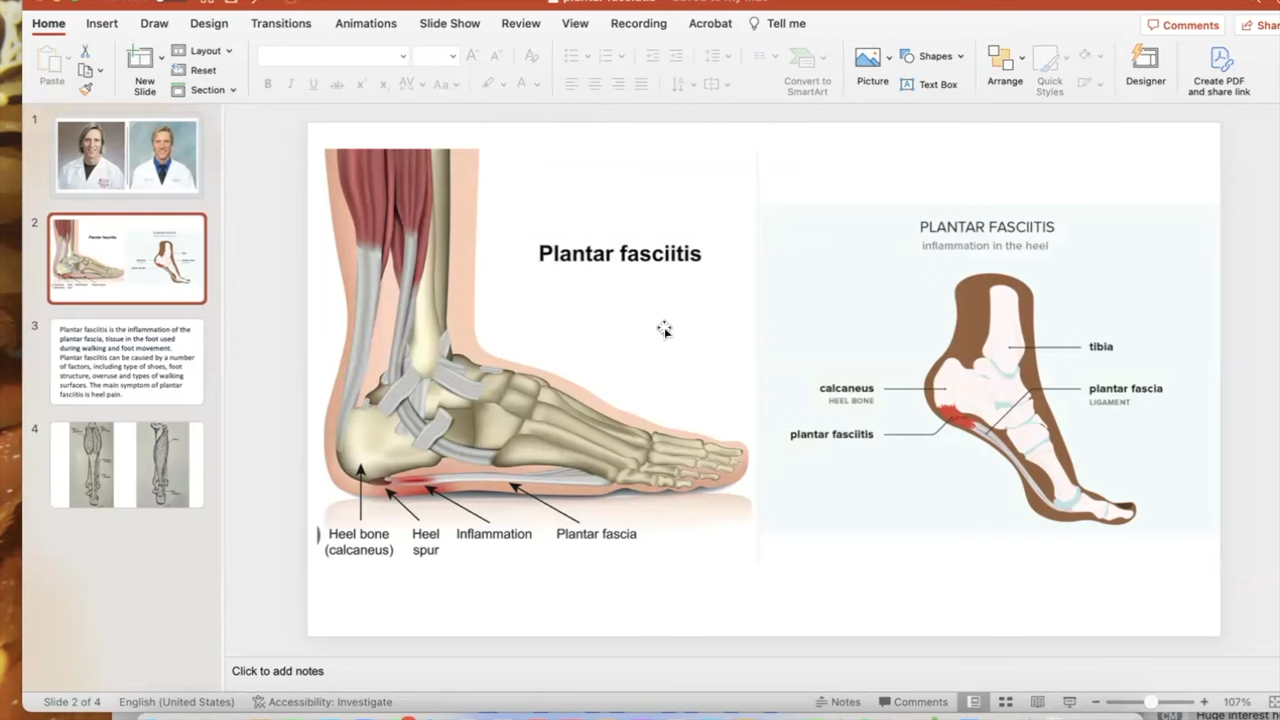 Home Insert Draw Design Transitions Animations Slide Show Review View Recording Acrobat Tell me
Comments
Paste
New
Slide
Layout
Reset
Section
Convert to
SmartArt
Picture
Shapes
Text Box
Arrange
Quick
Styles
Designer
Create PDF
and share link
1
2
3
Plantar fasciitis is the inflammation of the
plantar fascia, tissue in the foot used
during walking and foot movement.
Plantar fasciitis can be caused by a number
of factors, including type of shoes, foot
structure, overuse and types of walking
surfaces. The main symptom of plantar
fasciitis is heel pain.
4
Plantar fasciitis
Heel bone
(calcaneus)
Heel
spur
Inflammation
Plantar fascia
PLANTAR FASCIITIS
inflammation in the heel
tibia
calcaneus
HEEL BONE
plantar fascia
LIGAMENT
plantar fasciitis
Click to add notes
Slide 2 of 4 English (United States) Accessibility: Investigate Notes Comments 107%
Huge interest